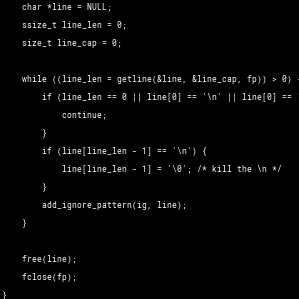 char *line = NULL;
ssize_t line_len = 0;
size_t line_cap = 0;
while ((line_len = getline(&line, &line_cap, fp)) > 0)
if (line_len == 0 || line[0] == '\n' || line[0] ==
continue;
}
if (line[line_len - 1] == '\n') {
line[line_len - 1] = '\0'; /* kill the \n */
}
add_ignore_pattern(ig, line);
}
free(line);
fclose(fp);
}